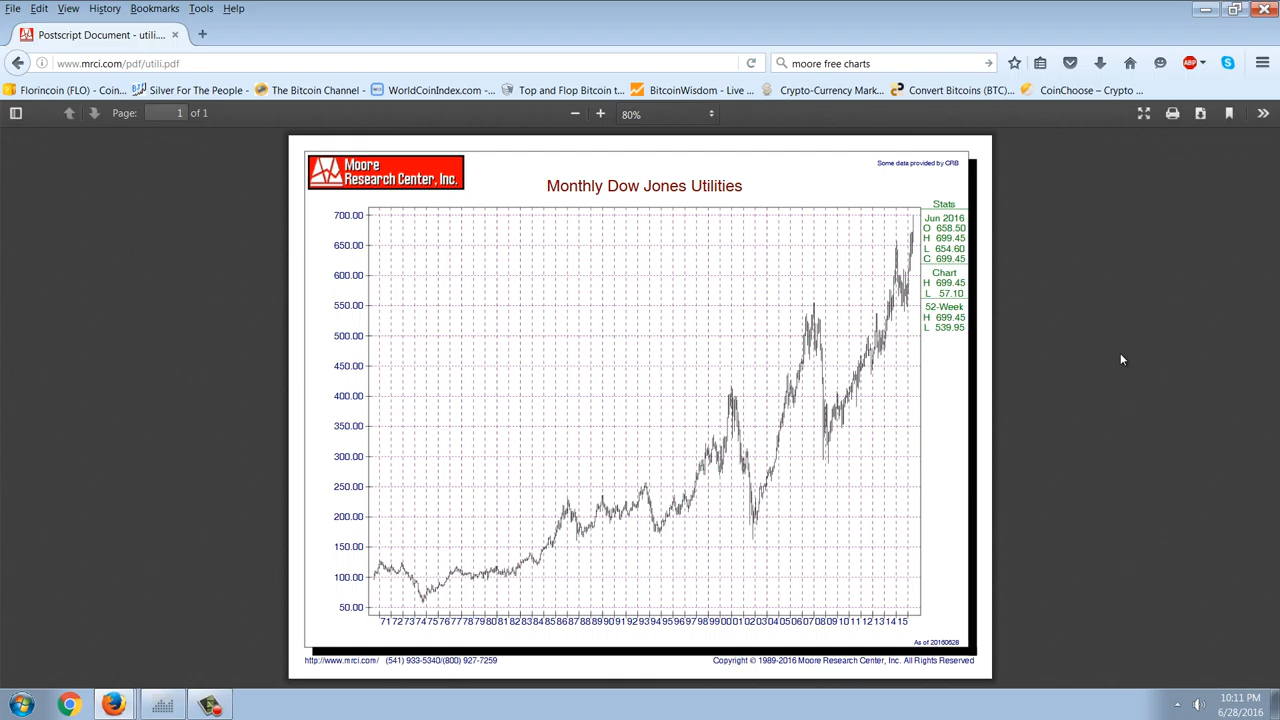 File Edit View History Bookmarks Tools Help
Postscript Document - utili...
www.mrci.com/pdf/utili.pdf
moore free charts
ABP
Florincoin (FLO) - Coin...
Silver For The People - ...
The Bitcoin Channel - ...
WorldCoinIndex.com -...
Top and Flop Bitcoin t...
BitcoinWisdom - Live ...
Crypto-Currency Mark...
Convert Bitcoins (BTC)...
CoinChoose – Crypto ...
Page: 1 of 1
80%
Moore
Research Center, Inc.
Some data provided by CRB
Monthly Dow Jones Utilities
700.00
650.00
600.00
550.00
500.00
450.00
400.00
350.00
300.00
250.00
200.00
150.00
100.00
50.00
71 72 73 74 75 76 77 78 79 80 81 82 83 84 85 86 87 88 89 90 91 92 93 94 95 96 97 98 99 00 01 02 03 04 05 06 07 08 09 10 11 12 13 14 15
Stats
Jun 2016
O 658.50
H 699.45
L 654.60
C 699.45
Chart
H 699.45
L 57.10
52-Week
H 699.45
L 539.95
As of 20160628
http://www.mrci.com/ (541) 933-5340/(800) 927-7259
Copyright © 1989-2016 Moore Research Center, Inc. All Rights Reserved
10:11 PM
6/28/2016